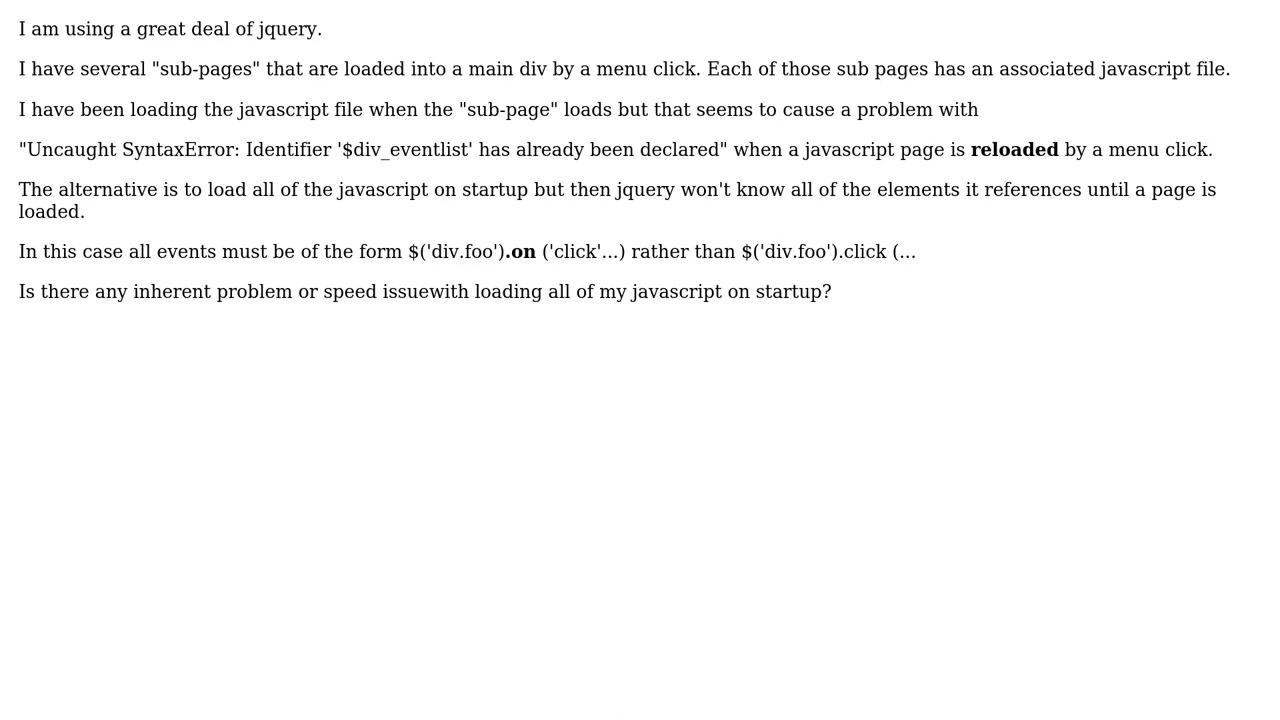 I am using a great deal of jquery.
I have several "sub-pages" that are loaded into a main div by a menu click. Each of those sub pages has an associated javascript file.
I have been loading the javascript file when the "sub-page" loads but that seems to cause a problem with
"Uncaught SyntaxError: Identifier '$div_eventlist' has already been declared" when a javascript page is reloaded by a menu click.
The alternative is to load all of the javascript on startup but then jquery won't know all of the elements it references until a page is
loaded.
In this case all events must be of the form $('div.foo').on ('click'...) rather than $('div.foo').click (...
Is there any inherent problem or speed issuewith loading all of my javascript on startup?